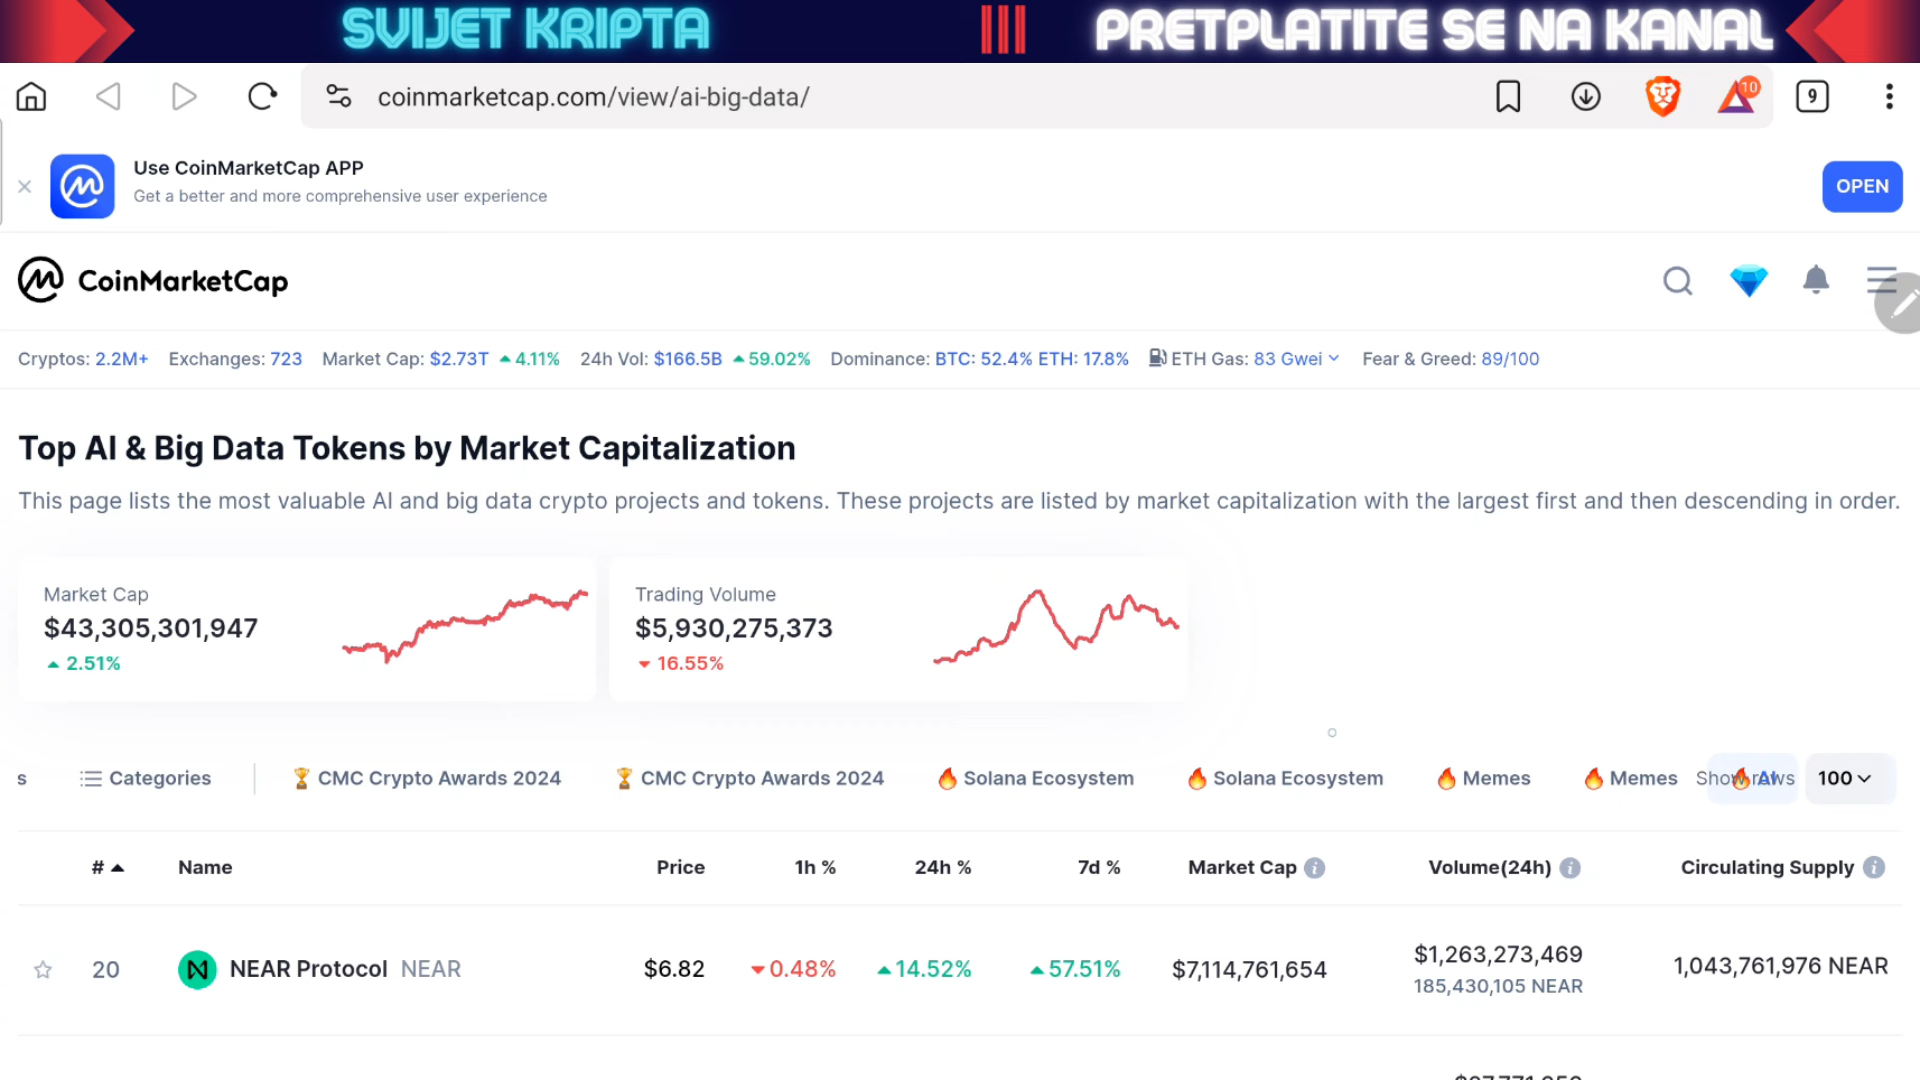 SVIJET KRIPTA
PRETPLATITE SE NA KANAL
coinmarketcap.com/view/ai-big-data/
10
9
Use CoinMarketCap APP
Get a better and more comprehensive user experience
OPEN
CoinMarketCap
Cryptos: 2.2M+ Exchanges: 723 Market Cap: $2.73T 4.11% 24h Vol: $166.5B 59.02% Dominance: BTC: 52.4% ETH: 17.8% ETH Gas: 83 Gwei Fear & Greed: 89/100
Top AI & Big Data Tokens by Market Capitalization
This page lists the most valuable AI and big data crypto projects and tokens. These projects are listed by market capitalization with the largest first and then descending in order.
Market Cap
$43,305,301,947
2.51%
Trading Volume
$5,930,275,373
16.55%
s Categories CMC Crypto Awards 2024 CMC Crypto Awards 2024 Solana Ecosystem Solana Ecosystem Memes Memes Show rows AI 100
# Name Price 1h % 24h % 7d % Market Cap Volume(24h) Circulating Supply
20 NEAR Protocol NEAR $6.82 0.48% 14.52% 57.51% $7,114,761,654 $1,263,273,469 1,043,761,976 NEAR
185,430,105 NEAR